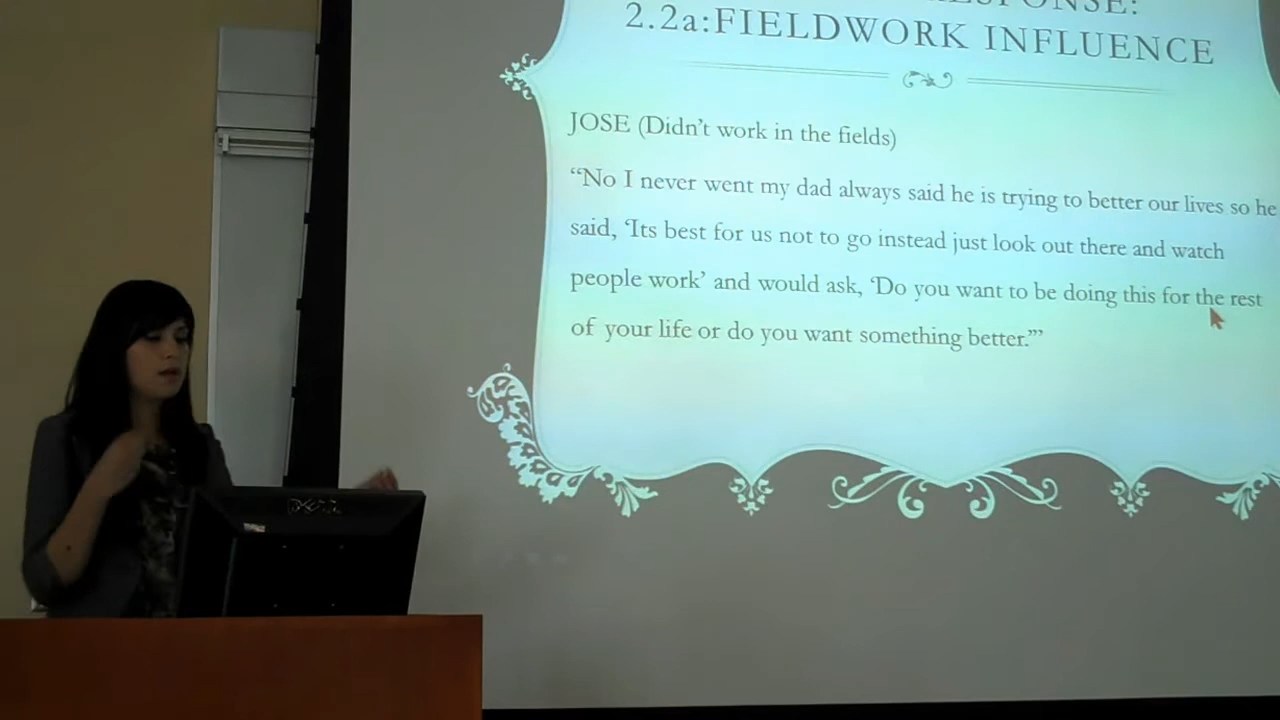 2.2a:FIELDWORK INFLUENCE
JOSE (Didn't work in the fields)
“No I never went my dad always said he is trying to better our lives so he
said, ‘Its best for us not to go instead just look out there and watch
people work’ and would ask, ‘Do you want to be doing this for the rest
of your life or do you want something better.’”
DELL